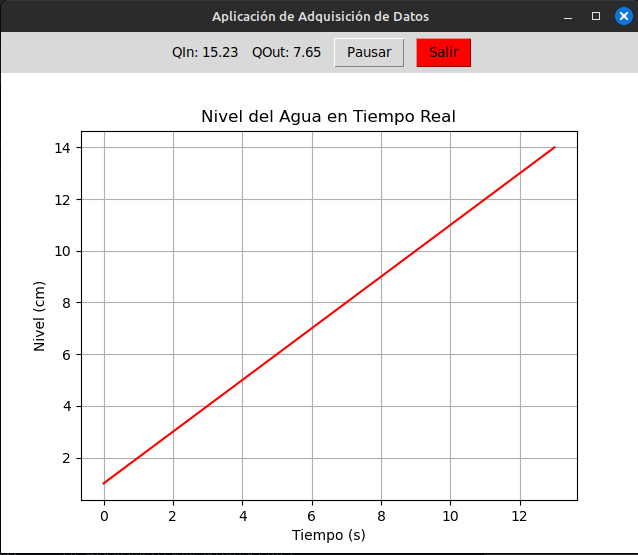 Aplicación de Adquisición de Datos
QIn: 15.23 QOut: 7.65 Pausar Salir
Nivel del Agua en Tiempo Real
14
12
10
8
6
4
2
Nivel (cm)
0 2 4 6 8 10 12
Tiempo (s)